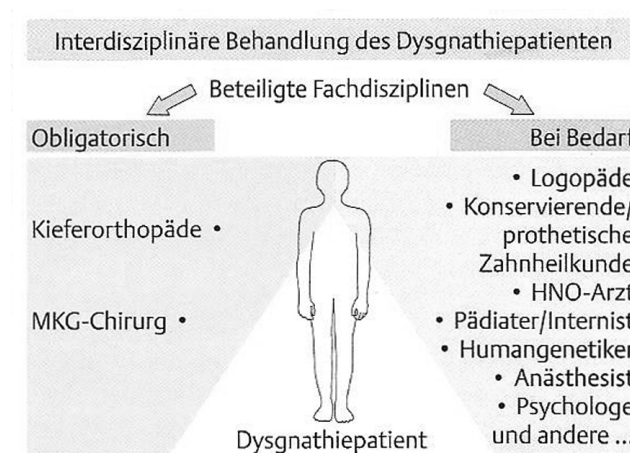 Interdisziplinäre Behandlung des Dysgnathiepatienten
Beteiligte Fachdisziplinen
Obligatorisch
Kieferorthopäde •
MKG-Chirurg •
Bei Bedarf
• Logopäde
• Konservierende/
prothetische
Zahnheilkunde
• HNO-Arzt
• Pädiater/Internist
• Humangenetiker
• Anästhesist
• Psychologe
und andere ...
Dysgnathiepatient